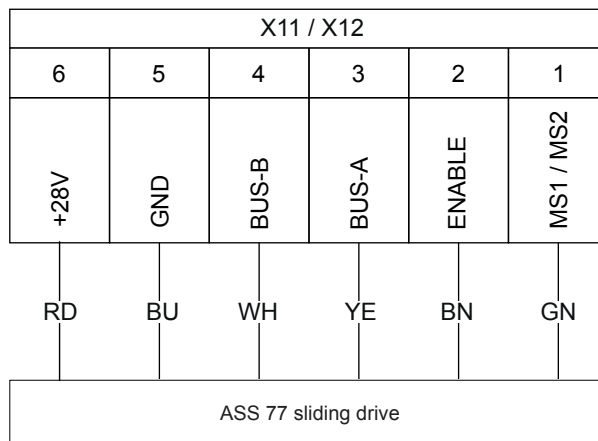 X11 / X12
6 5 4 3 2 1
+28V GND BUS-B BUS-A ENABLE MS1 / MS2
RD BU WH YE BN GN
ASS 77 sliding drive